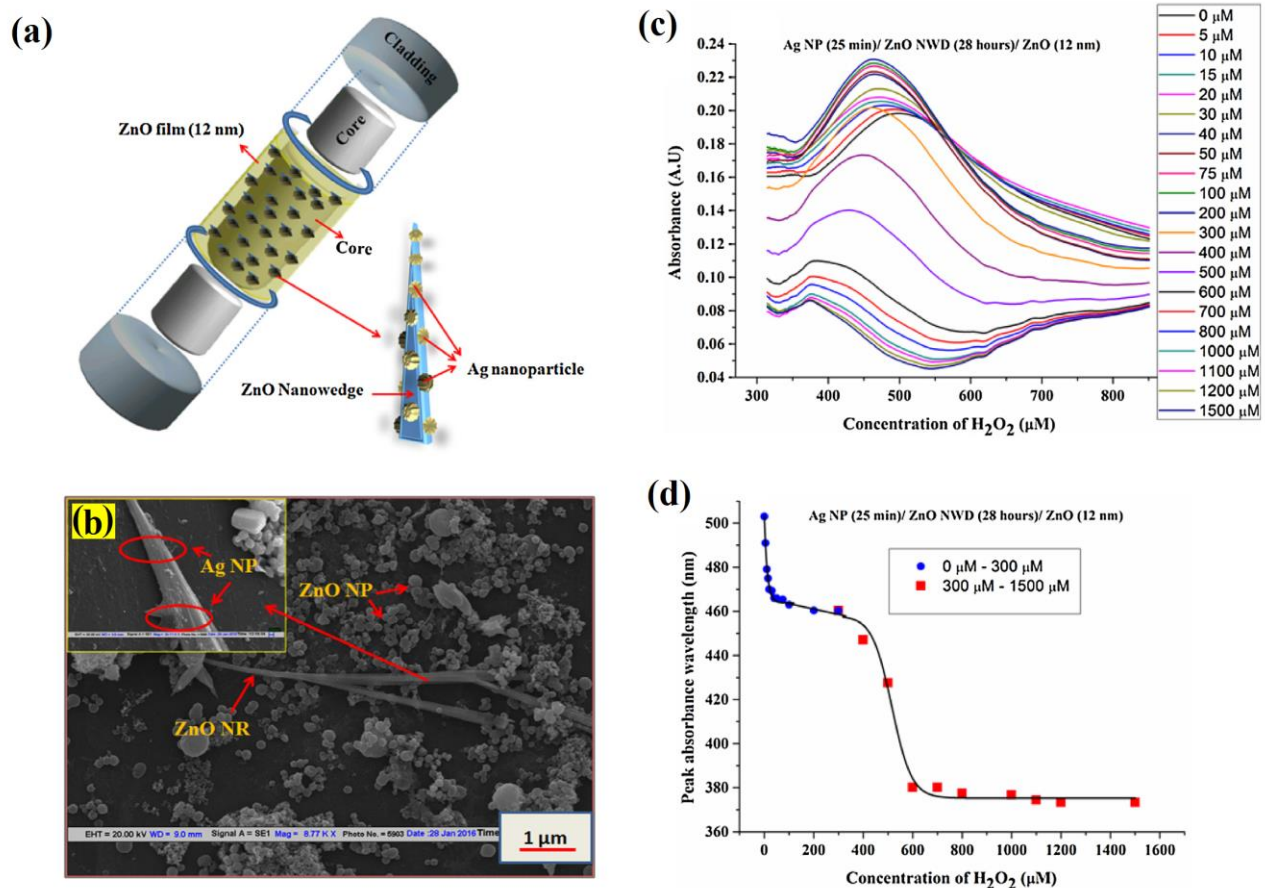 (a)
Cladding
Core
ZnO film (12 nm)
Core
Ag nanoparticle
ZnO Nanowedge
(b)
Ag NP
ZnO NP
ZnO NR
EHT = 20.00 kV WD = 9.0 mm Signal A = SE1 Mag = 8.77 K X Photo No. = 5903 Date :28 Jan 2016 Time
1 µm
(c)
Ag NP (25 min)/ ZnO NWD (28 hours)/ ZnO (12 nm)
Absorbance (A.U)
0.24
0.22
0.20
0.18
0.16
0.14
0.12
0.10
0.08
0.06
0.04
300 400 500 600 700 800
Concentration of H₂O₂ (µM)
0 µM
5 µM
10 µM
15 µM
20 µM
30 µM
40 µM
50 µM
75 µM
100 µM
200 µM
300 µM
400 µM
500 µM
600 µM
700 µM
800 µM
1000 µM
1100 µM
1200 µM
1500 µM
(d)
Ag NP (25 min)/ ZnO NWD (28 hours)/ ZnO (12 nm)
0 µM - 300 µM
300 µM - 1500 µM
Peak absorbance wavelength (nm)
500
480
460
440
420
400
380
360
0 200 400 600 800 1000 1200 1400 1600
Concentration of H₂O₂ (µM)